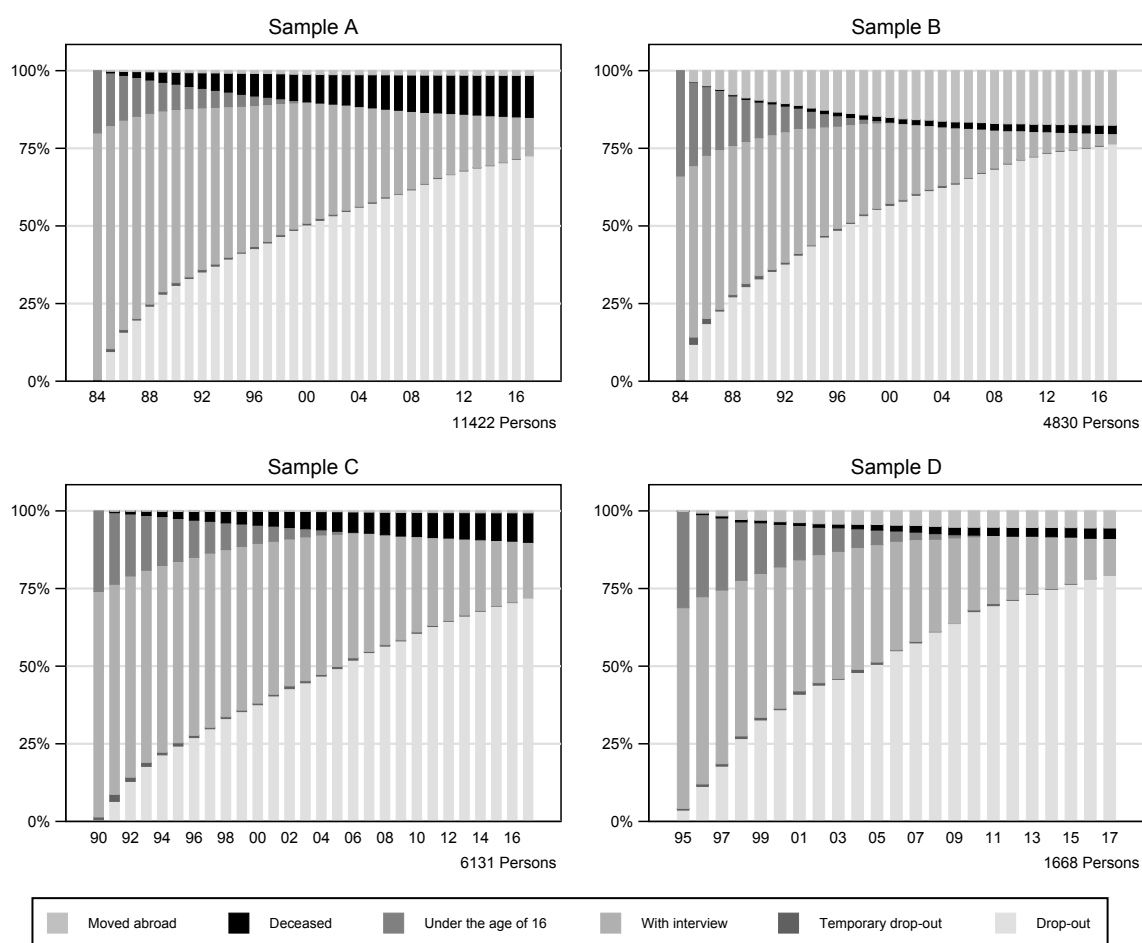 Sample A
100%
75%
50%
25%
0%
84 88 92 96 00 04 08 12 16
11422 Persons
Sample B
100%
75%
50%
25%
0%
84 88 92 96 00 04 08 12 16
4830 Persons
Sample C
100%
75%
50%
25%
0%
90 92 94 96 98 00 02 04 06 08 10 12 14 16
6131 Persons
Sample D
100%
75%
50%
25%
0%
95 97 99 01 03 05 07 09 11 13 15 17
1668 Persons
Moved abroad Deceased Under the age of 16 With interview Temporary drop-out Drop-out